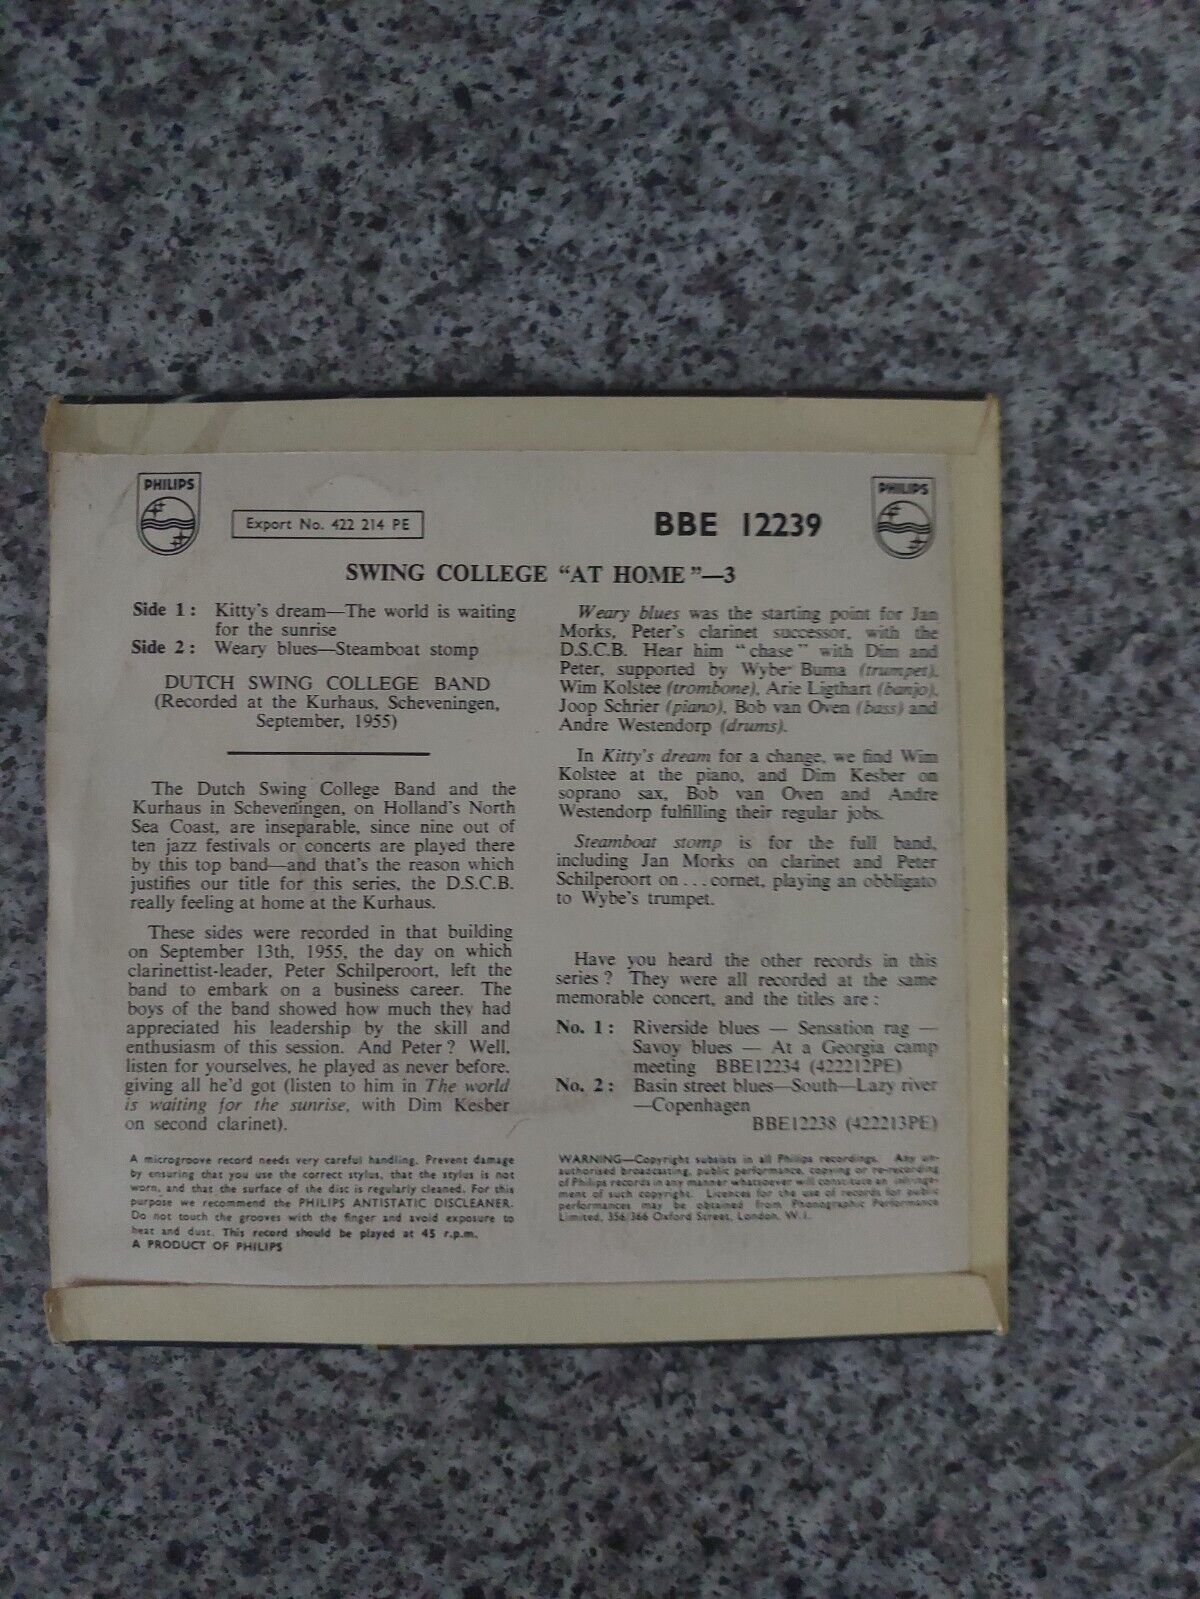 PHILIPS
Export No. 422 214 PE
BBE 12239
PHILIPS
SWING COLLEGE “AT HOME”—3
Side 1 : Kitty's dream—The world is waiting
for the sunrise
Side 2 : Weary blues—Steamboat stomp
DUTCH SWING COLLEGE BAND
(Recorded at the Kurhaus, Scheveningen,
September, 1955)
The Dutch Swing College Band and the
Kurhaus in Scheveningen, on Holland's North
Sea Coast, are inseparable, since nine out of
ten jazz festivals or concerts are played there
by this top band—and that's the reason which
justifies our title for this series, the D.S.C.B.
really feeling at home at the Kurhaus.
These sides were recorded in that building
on September 13th, 1955, the day on which
clarinettist-leader, Peter Schilperoort, left the
band to embark on a business career. The
boys of the band showed how much they had
appreciated his leadership by the skill and
enthusiasm of this session. And Peter ? Well,
listen for yourselves, he played as never before,
giving all he'd got (listen to him in The world
is waiting for the sunrise, with Dim Kesber
on second clarinet).
A microgroove record needs very careful handling. Prevent damage
by ensuring that you use the correct stylus, that the stylus is not
worn, and that the surface of the disc is regularly cleaned. For this
purpose we recommend the PHILIPS ANTISTATIC DISCLEANER.
Do not touch the grooves with the finger and avoid exposure to
heat and dust. This record should be played at 45 r.p.m.
A PRODUCT OF PHILIPS
Weary blues was the starting point for Jan
Morks, Peter's clarinet successor, with the
D.S.C.B. Hear him “chase” with Dim and
Peter, supported by Wybe Buma (trumpet),
Wim Kolstee (trombone), Arie Ligthart (banjo),
Joop Schrier (piano), Bob van Oven (bass) and
Andre Westendorp (drums).
In Kitty's dream for a change, we find Wim
Kolstee at the piano, and Dim Kesber on
soprano sax, Bob van Oven and Andre
Westendorp fulfilling their regular jobs.
Steamboat stomp is for the full band,
including Jan Morks on clarinet and Peter
Schilperoort on . . . cornet, playing an obbligato
to Wybe's trumpet.
Have you heard the other records in this
series ? They were all recorded at the same
memorable concert, and the titles are :
No. 1 : Riverside blues — Sensation rag —
Savoy blues — At a Georgia camp
meeting BBE12234 (422212PE)
No. 2 : Basin street blues—South—Lazy river
—Copenhagen
BBE12238 (422213PE)
WARNING—Copyright subsists in all Philips recordings. Any un-
authorised broadcasting, public performance, copying or re-recording
of Philips records in any manner whatsoever will constitute an infringe-
ment of such copyright. Licences for the use of records for public
performances may be obtained from Phonographic Performance
Limited, 356/366 Oxford Street, London, W.1.